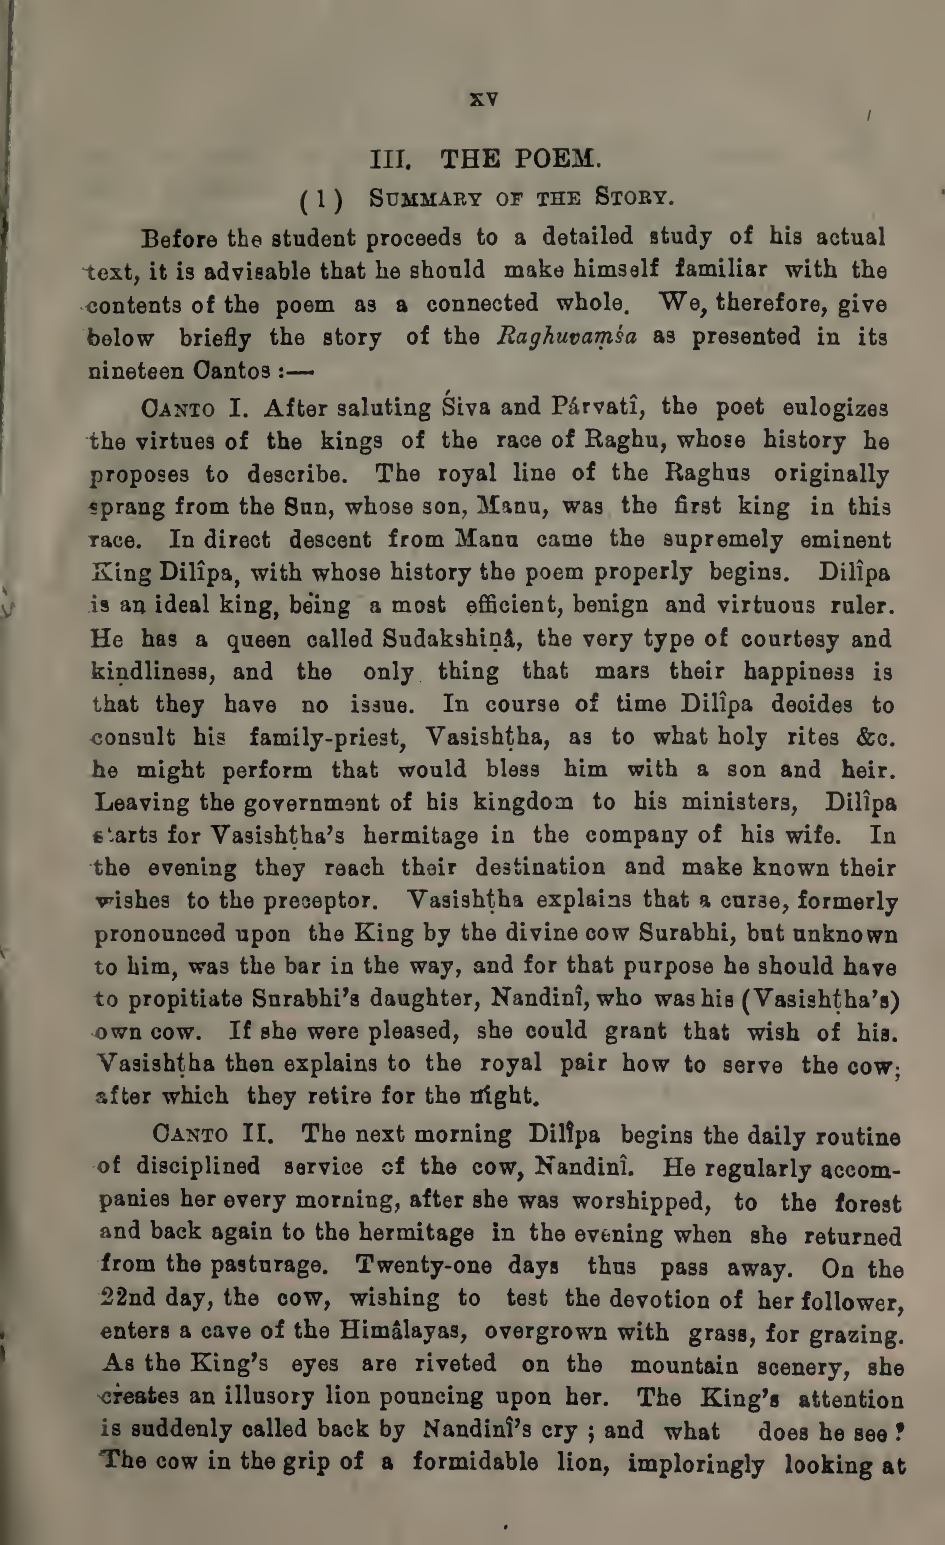 xv
III. THE POEM.
( 1 ) SUMMARY OF THE STORY.
Before the student proceeds to a detailed study of his actual
text, it is advisable that he should make himself familiar with the
contents of the poem as a connected whole. We, therefore, give
below briefly the story of the Raghuvaṃśa as presented in its
nineteen Cantos :—
CANTO I. After saluting Śiva and Párvatî, the poet eulogizes
the virtues of the kings of the race of Raghu, whose history he
proposes to describe. The royal line of the Raghus originally
sprang from the Sun, whose son, Manu, was the first king in this
race. In direct descent from Manu came the supremely eminent
King Dilîpa, with whose history the poem properly begins. Dilîpa
is an ideal king, being a most efficient, benign and virtuous ruler.
He has a queen called Sudakshiṇâ, the very type of courtesy and
kindliness, and the only thing that mars their happiness is
that they have no issue. In course of time Dilîpa decides to
consult his family-priest, Vasishṭha, as to what holy rites &c.
he might perform that would bless him with a son and heir.
Leaving the government of his kingdom to his ministers, Dilîpa
starts for Vasishṭha's hermitage in the company of his wife. In
the evening they reach their destination and make known their
wishes to the preceptor. Vasishṭha explains that a curse, formerly
pronounced upon the King by the divine cow Surabhi, but unknown
to him, was the bar in the way, and for that purpose he should have
to propitiate Surabhi's daughter, Nandinî, who was his (Vasishṭha's)
own cow. If she were pleased, she could grant that wish of his.
Vasishṭha then explains to the royal pair how to serve the cow;
after which they retire for the night.
CANTO II. The next morning Dilîpa begins the daily routine
of disciplined service of the cow, Nandinî. He regularly accom-
panies her every morning, after she was worshipped, to the forest
and back again to the hermitage in the evening when she returned
from the pasturage. Twenty-one days thus pass away. On the
22nd day, the cow, wishing to test the devotion of her follower,
enters a cave of the Himâlayas, overgrown with grass, for grazing.
As the King's eyes are riveted on the mountain scenery, she
creates an illusory lion pouncing upon her. The King's attention
is suddenly called back by Nandinî's cry ; and what does he see ?
The cow in the grip of a formidable lion, imploringly looking at